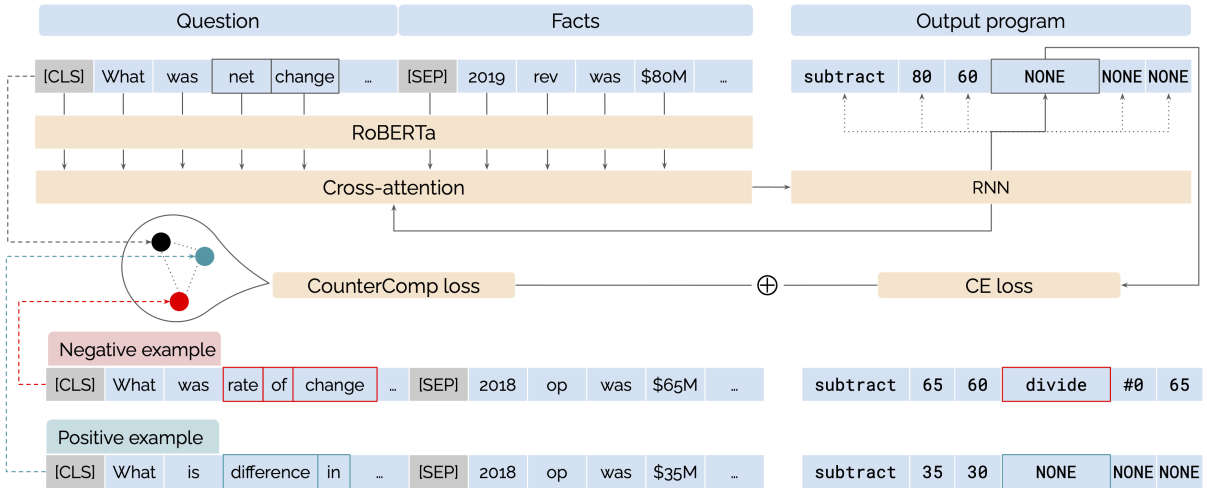 Question Facts Output program
[CLS] What was net change … [SEP] 2019 rev was $80M … subtract 80 60 NONE NONE NONE
RoBERTa
Cross-attention RNN
CounterComp loss CE loss
Negative example
[CLS] What was rate of change … [SEP] 2018 op was $65M … subtract 65 60 divide #0 65
Positive example
[CLS] What is difference in … [SEP] 2018 op was $35M … subtract 35 30 NONE NONE NONE